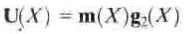 U(X) = m(X)g₂(X)